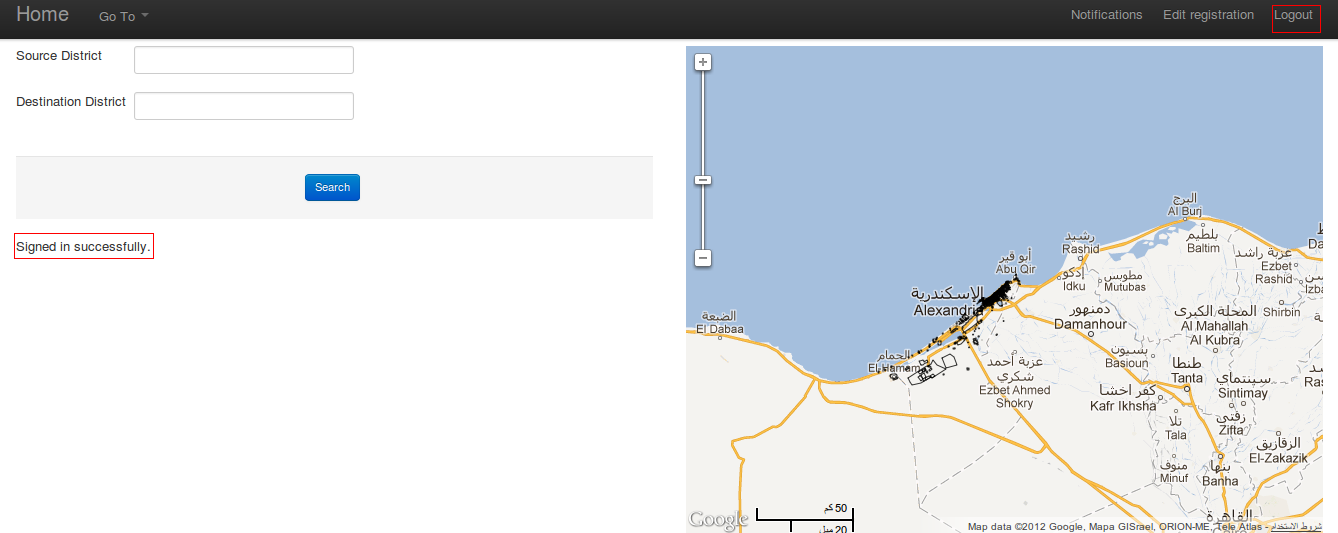 Home
Go To
Notifications
Edit registration
Logout
Source District
Destination District
Search
Signed in successfully.
البرج
Al Burj
رشيد
Rashid
بلطيم
Baltim
أبو قير
Abu Qir
إدكو
Idku
مطوبس
Mutubas
عزبة راشد
Ezbet
Rashid
الإسكندرية
Alexandria
دمنهور
Damanhour
المحلة الكبرى
Al Mahallah
Al Kubra
Shirbin
الضبعة
El Dabaa
الحمام
El Hamam
عزبة أحمد
شكري
Ezbet Ahmed
Shokry
بسيون
Basioun
طنطا
Tanta
سبنتماي
Sintimay
كفر اخشا
Kafr Ikhsha
تلا
Tala
زفتى
Zifta
الزقازيق
El-Zakazik
منوف
Minuf
بنها
Banha
القاهرة
50 كم
20 ميل
Google
Map data ©2012 Google, Mapa GISrael, ORION-ME, Tele Atlas - شروط الاستخدام